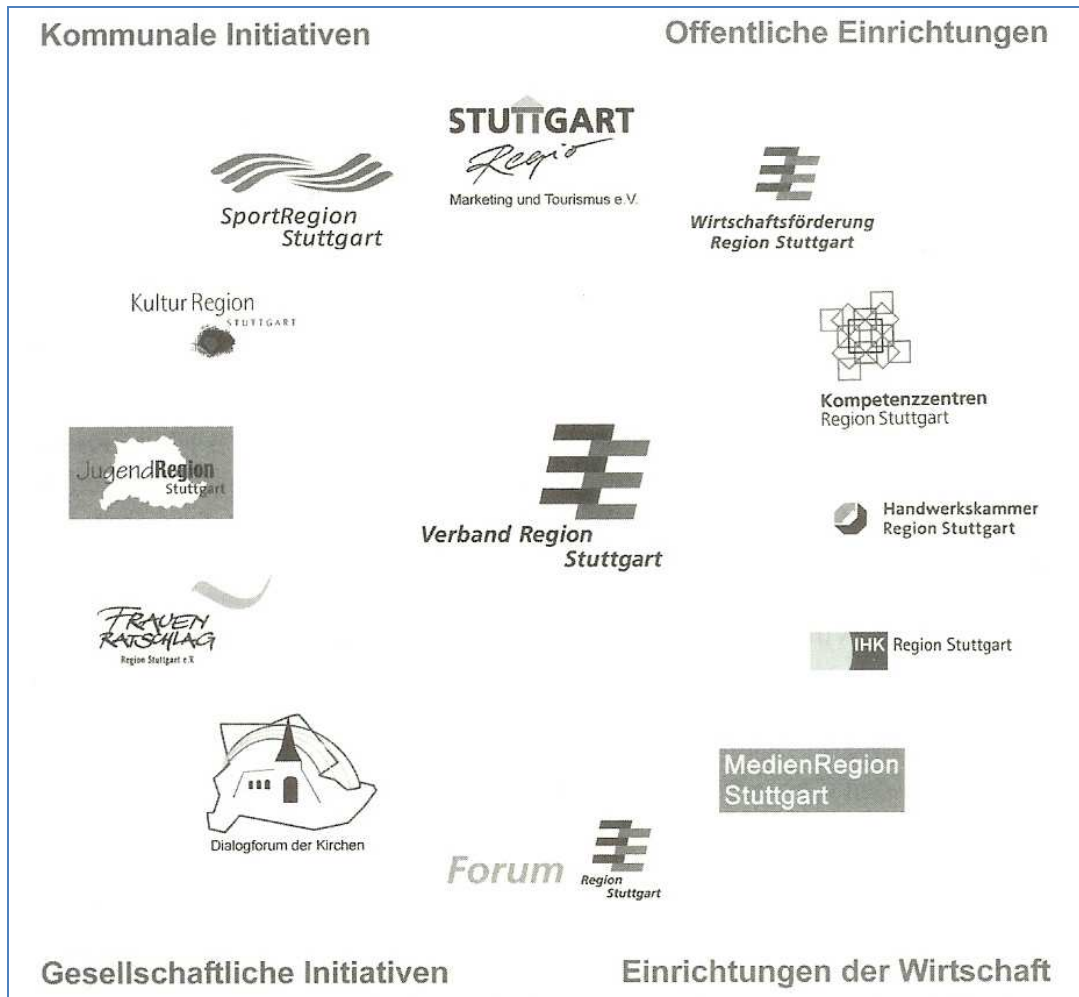 Kommunale Initiativen
Offentliche Einrichtungen
STUTTGART
Regio
Marketing und Tourismus e.V.
SportRegion
Stuttgart
Wirtschaftsförderung
Region Stuttgart
Kultur Region
STUTTGART
Kompetenzzentren
Region Stuttgart
JugendRegion
Stuttgart
Verband Region
Stuttgart
Handwerkskammer
Region Stuttgart
FRAUEN
RATSCHLAG
Region Stuttgart e.V.
IHK Region Stuttgart
MedienRegion
Stuttgart
Dialogforum der Kirchen
Forum
Region
Stuttgart
Gesellschaftliche Initiativen
Einrichtungen der Wirtschaft